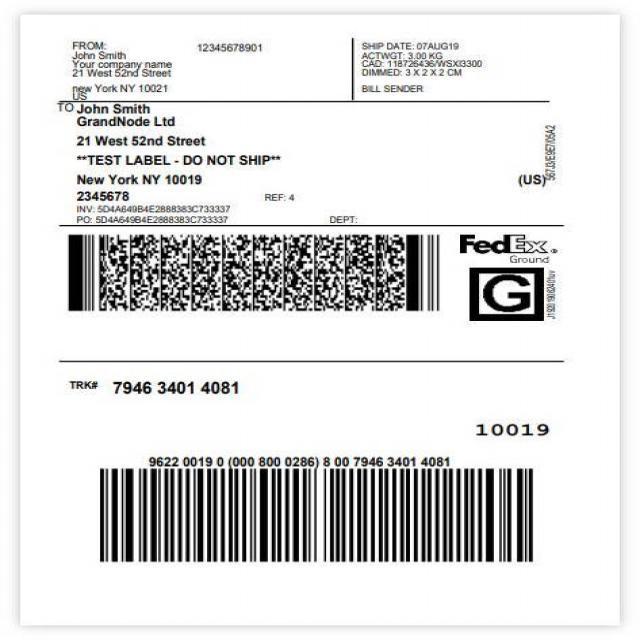 FROM:
12345678901
John Smith
Your company name
21 West 52nd Street
new York NY 10021
US
SHIP DATE: 07AUG19
ACTWGT: 3.00 KG
CAD: 118726436/WSXI3300
DIMMED: 3 X 2 X 2 CM
BILL SENDER
TO John Smith
GrandNode Ltd
21 West 52nd Street
**TEST LABEL - DO NOT SHIP**
New York NY 10019
(US)
2345678
REF: 4
INV: 5D4A649B4E2888383C733337
PO: 5D4A649B4E2888383C733337
DEPT:
567J3/E9E7/05A2
FedEx®
Ground
G
TRK# 7946 3401 4081
10019
9622 0019 0 (000 800 0286) 8 00 7946 3401 4081